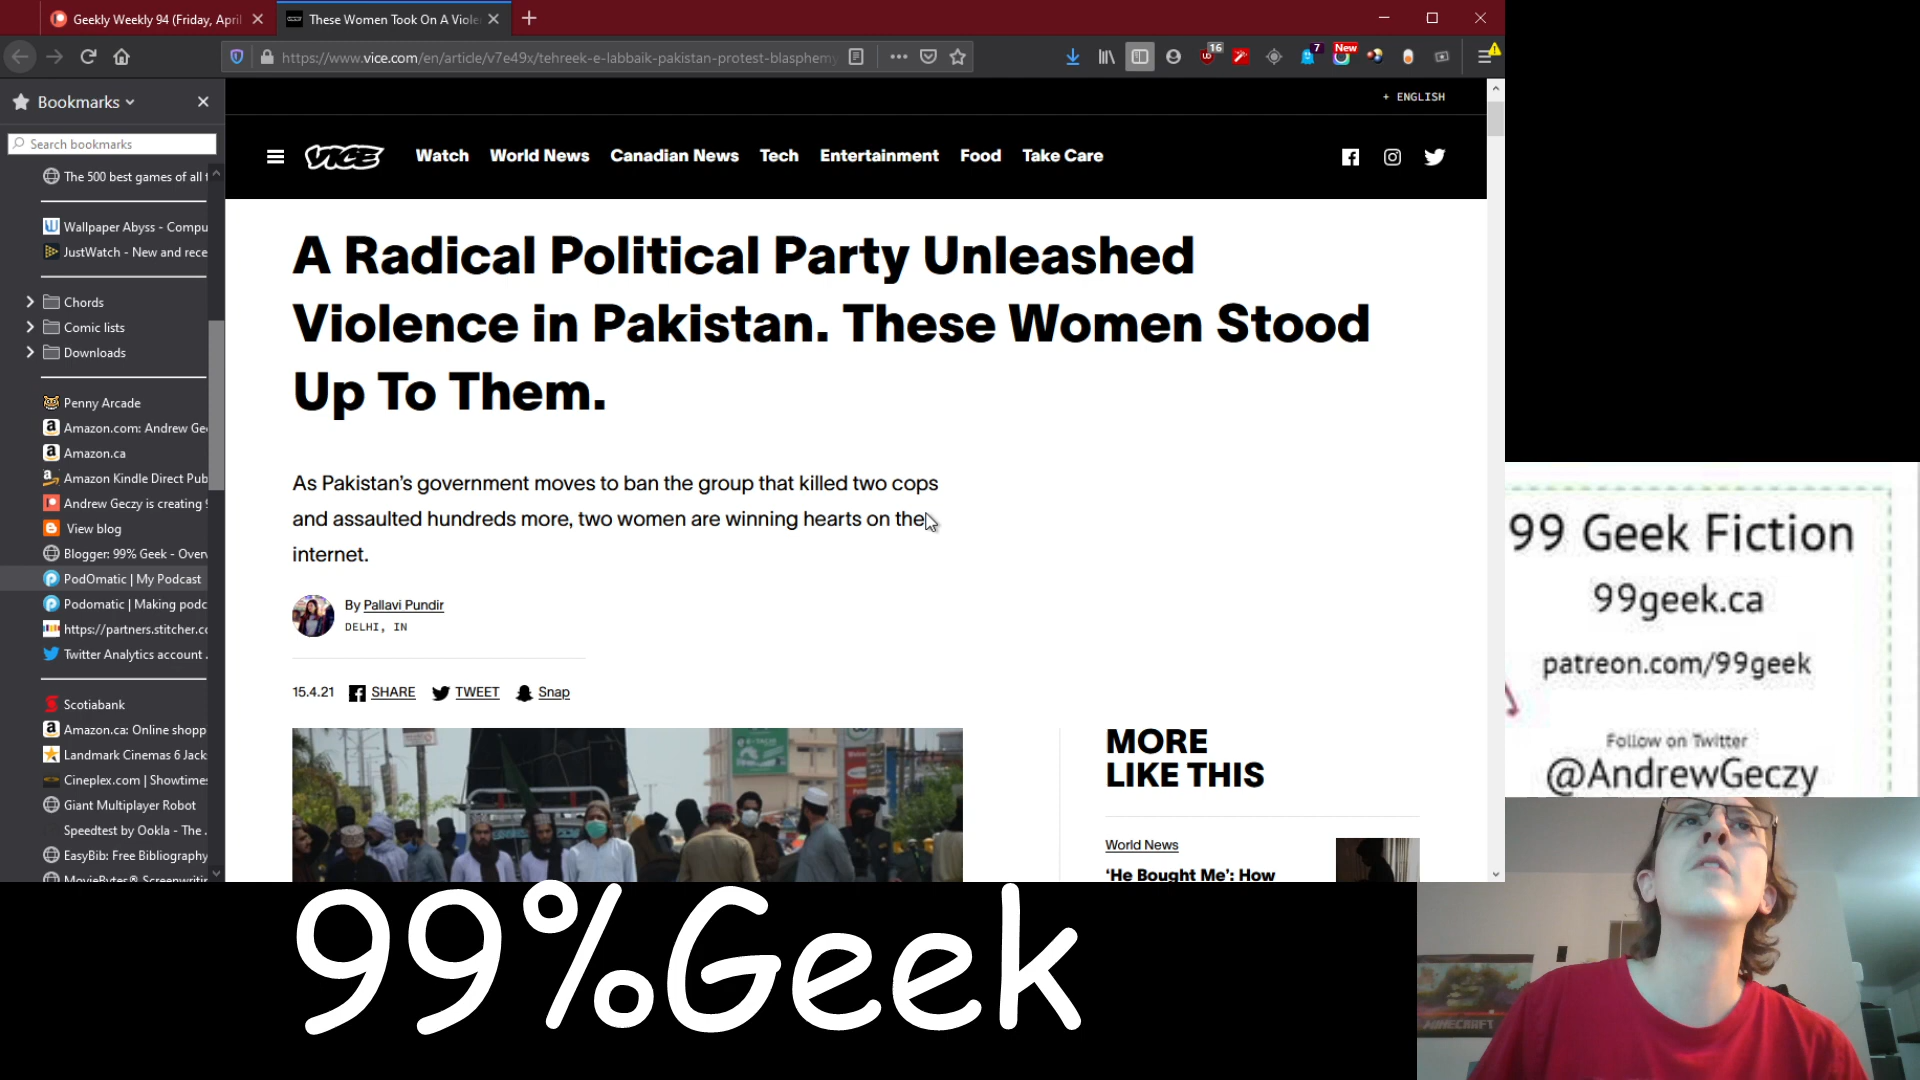 Geekly Weekly 94 (Friday, April
These Women Took On A Viole
https://www.vice.com/en/article/v7e49x/tehreek-e-labbaik-pakistan-protest-blasphemy
16
7
New
Bookmarks
Search bookmarks
The 500 best games of all t
Wallpaper Abyss - Compu
JustWatch - New and rece
Chords
Comic lists
Downloads
Penny Arcade
Amazon.com: Andrew Ge
Amazon.ca
Amazon Kindle Direct Pub
Andrew Geczy is creating
View blog
Blogger: 99% Geek - Overv
PodOmatic | My Podcast
Podomatic | Making podc
https://partners.stitcher.co
Twitter Analytics account
Scotiabank
Amazon.ca: Online shopp
Landmark Cinemas 6 Jack
Cineplex.com | Showtimes
Giant Multiplayer Robot
Speedtest by Ookla - The
EasyBib: Free Bibliography
MovieBytes® Screenwritin
+ ENGLISH
VICE
Watch World News Canadian News Tech Entertainment Food Take Care
A Radical Political Party Unleashed
Violence in Pakistan. These Women Stood
Up To Them.
As Pakistan's government moves to ban the group that killed two cops
and assaulted hundreds more, two women are winning hearts on the
internet.
By Pallavi Pundir
DELHI, IN
15.4.21 SHARE TWEET Snap
MORE
LIKE THIS
World News
'He Bought Me': How
99 Geek Fiction
99geek.ca
patreon.com/99geek
Follow on Twitter
@AndrewGeczy
99%Geek
MINECRAFT